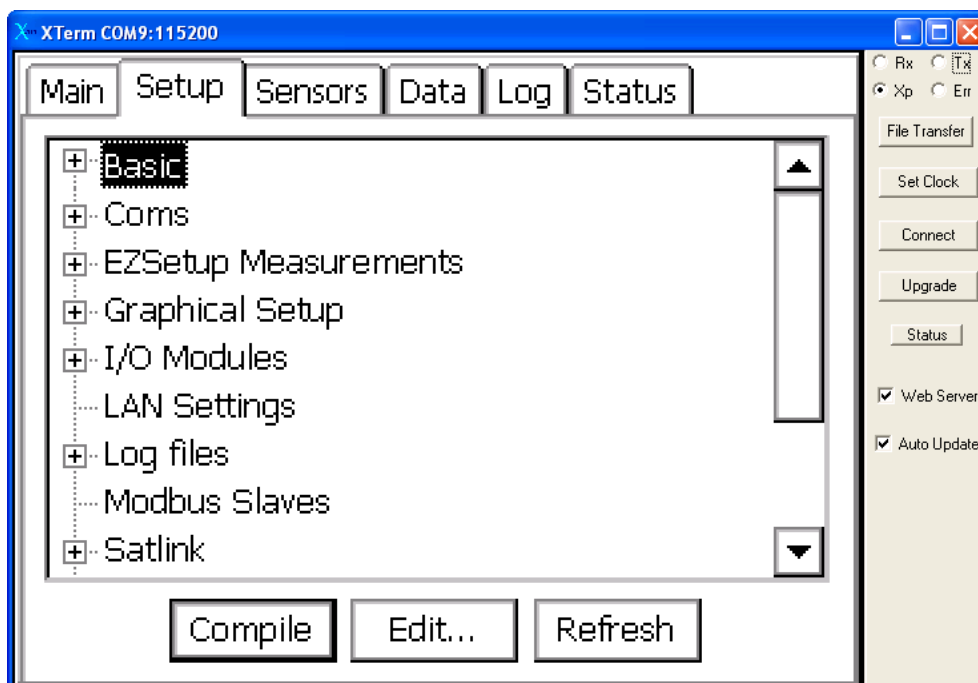 XTerm COM9:115200
Main Setup Sensors Data Log Status
Basic
Coms
EZSetup Measurements
Graphical Setup
I/O Modules
LAN Settings
Log files
Modbus Slaves
Satlink
Compile Edit... Refresh
Rx Tx
Xp Err
File Transfer
Set Clock
Connect
Upgrade
Status
Web Server
Auto Update